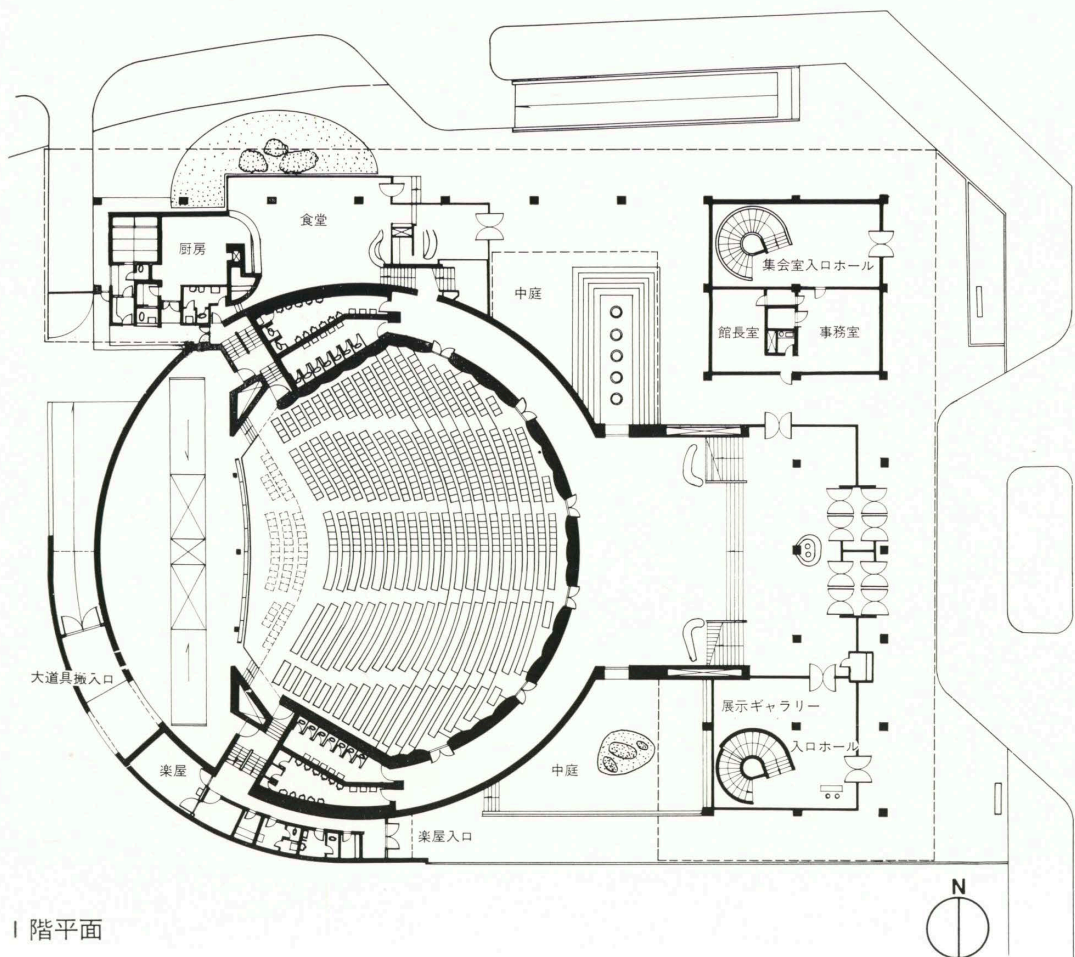 食堂
厨房
集会室入口ホール
中庭
館長室
事務室
大道具搬入口
展示ギャラリー
入口ホール
楽屋
中庭
楽屋入口
N
1階平面